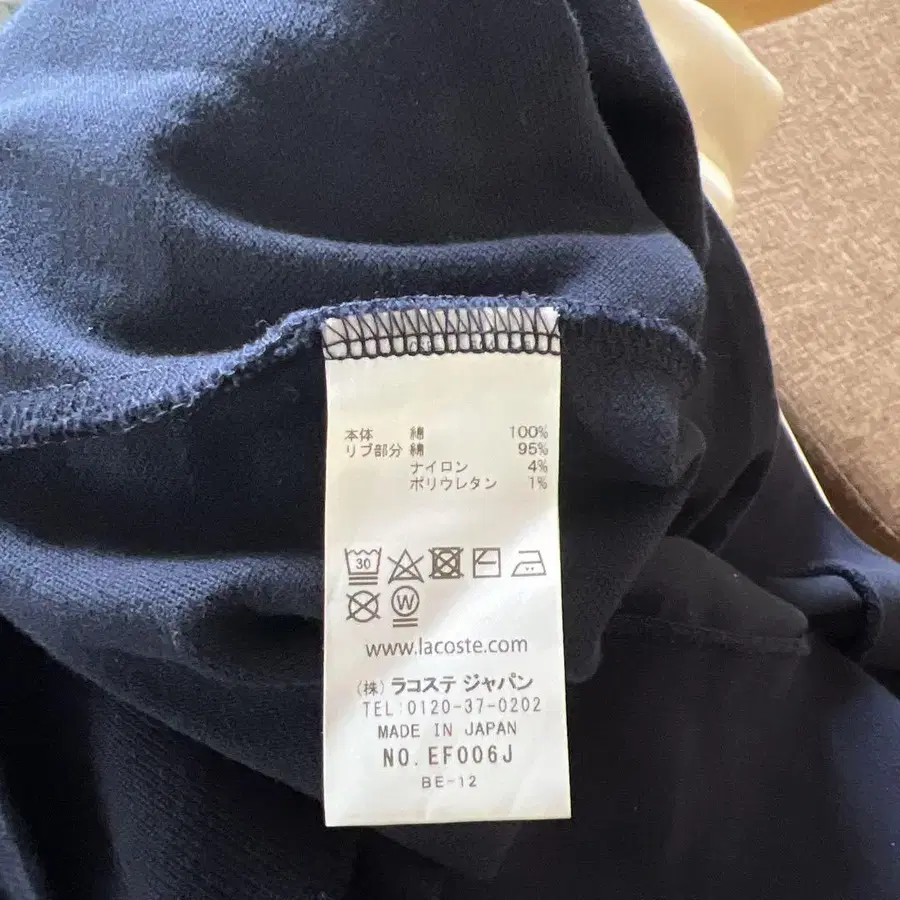 本体 綿 100%
リブ部分 綿 95%
ナイロン 4%
ポリウレタン 1%
30
W
www.lacoste.com
(株) ラコステ ジャパン
TEL:0120-37-0202
MADE IN JAPAN
NO. EF006J
BE-12